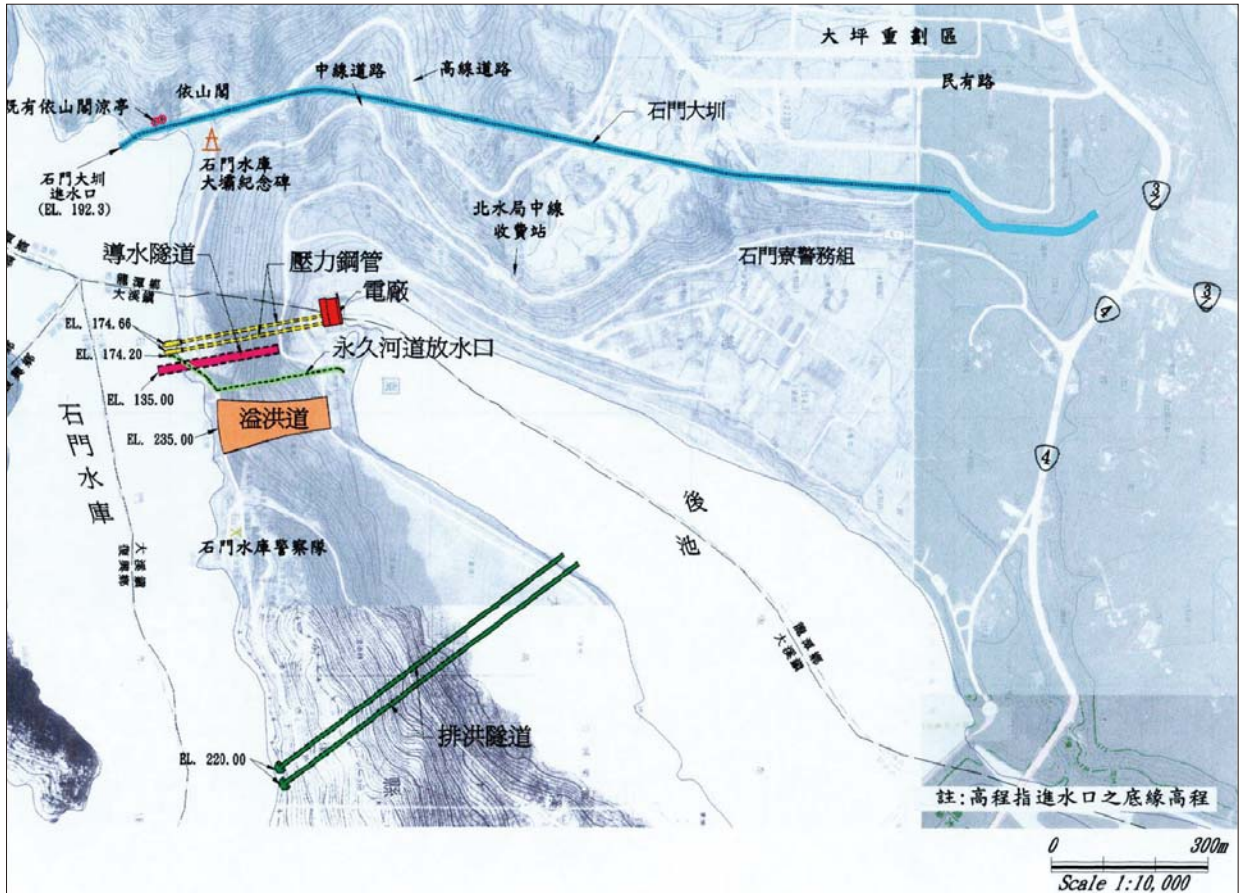 大坪重劃區
民有路
高線道路
中線道路
依山閣
既有依山閣涼亭
石門大圳
石門水庫
大壩紀念碑
石門大圳
進水口
(EL. 192.3)
北水局中線
收費站
石門寮警務組
導水隧道
壓力鋼管
電廠
龍潭鄉
大溪鎮
EL. 174.66
EL. 174.20
EL. 135.00
永久河道放水口
溢洪道
EL. 235.00
石門水庫
石門水庫警察隊
大溪鎮
復興鄉
後池
龍潭鄉
大溪鎮
排洪隧道
EL. 220.00
3乙
3乙
4
4
註:高程指進水口之底緣高程
0 300m
Scale 1:10,000